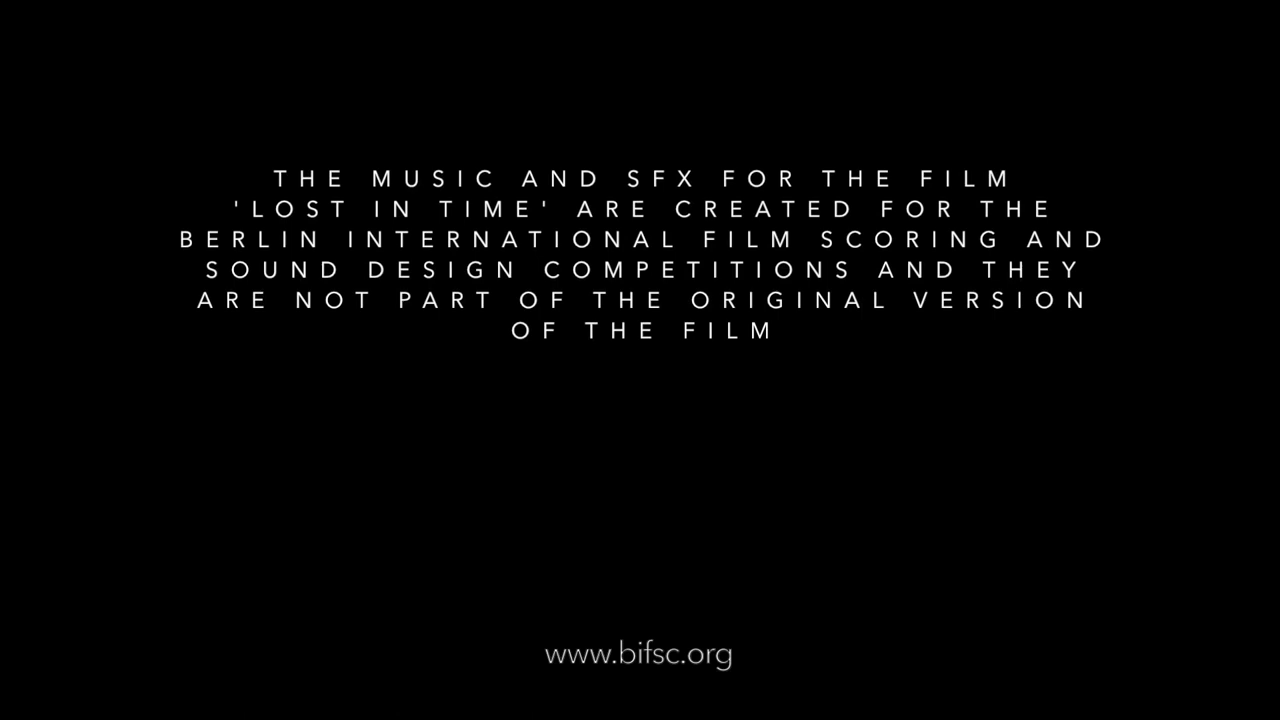 THE MUSIC AND SFX FOR THE FILM
'LOST IN TIME' ARE CREATED FOR THE
BERLIN INTERNATIONAL FILM SCORING AND
SOUND DESIGN COMPETITIONS AND THEY
ARE NOT PART OF THE ORIGINAL VERSION
OF THE FILM
www.bifsc.org